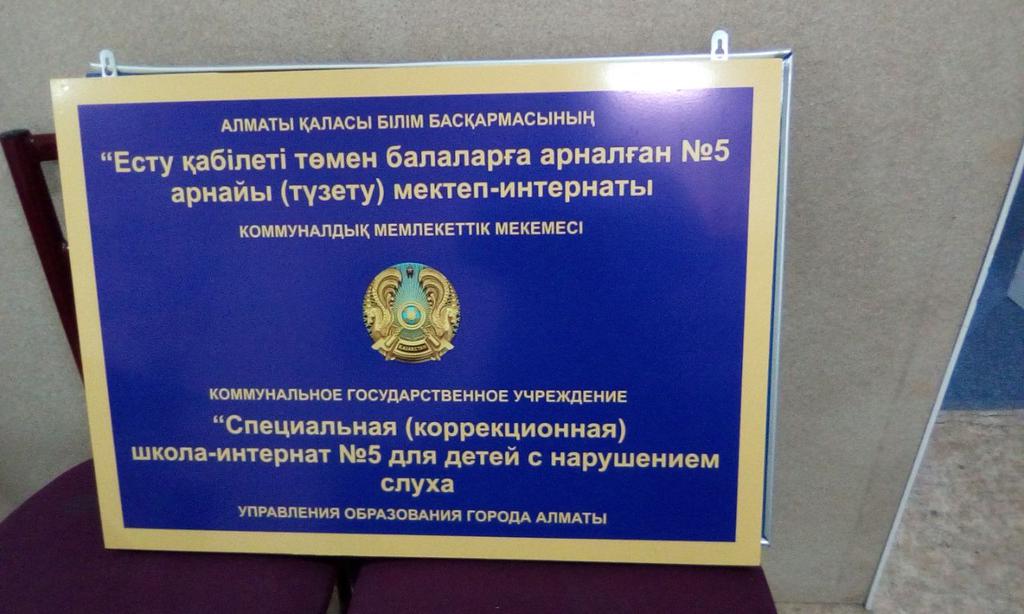 АЛМАТЫ ҚАЛАСЫ БІЛІМ БАСҚАРМАСЫНЫҢ
“Есту қабілеті төмен балаларға арналған №5
арнайы (түзету) мектеп-интернаты
КОММУНАЛДЫҚ МЕМЛЕКЕТТІК МЕКЕМЕСІ
КОММУНАЛЬНОЕ ГОСУДАРСТВЕННОЕ УЧРЕЖДЕНИЕ
“Специальная (коррекционная)
школа-интернат №5 для детей с нарушением
слуха
УПРАВЛЕНИЯ ОБРАЗОВАНИЯ ГОРОДА АЛМАТЫ